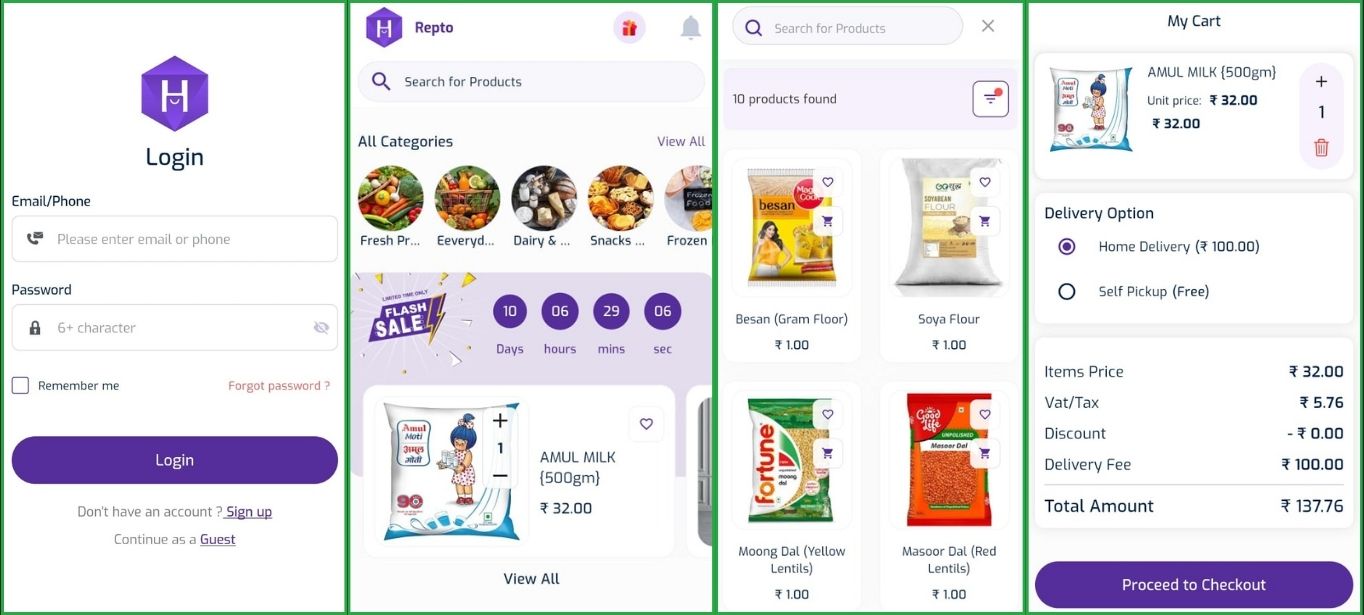 H
Login
Email/Phone
Please enter email or phone
Password
6+ character
Remember me
Forgot password ?
Login
Don't have an account ? Sign up
Continue as a Guest
H
Repto
Search for Products
All Categories
View All
Fresh Pr...
Eeveryd...
Dairy & ...
Snacks ...
Frozen
LIMITED TIME ONLY
FLASH
SALE
10
06
29
06
Days
hours
mins
sec
Amul
Moti
अमूल
मोती
90
+
1
−
AMUL MILK
{500gm}
₹ 32.00
View All
Search for Products
10 products found
besan
Besan (Gram Floor)
₹ 1.00
SOYABEAN
FLOUR
Soya Flour
₹ 1.00
fortune
moong
dal
Moong Dal (Yellow
Lentils)
₹ 1.00
Good
Life
UNPOLISHED
Masoor Dal
Masoor Dal (Red
Lentils)
₹ 1.00
My Cart
Amul
Moti
अमूल
मोती
90
AMUL MILK {500gm}
Unit price: ₹ 32.00
₹ 32.00
+
1
Delivery Option
Home Delivery (₹ 100.00)
Self Pickup (Free)
Items Price ₹ 32.00
Vat/Tax ₹ 5.76
Discount - ₹ 0.00
Delivery Fee ₹ 100.00
Total Amount ₹ 137.76
Proceed to Checkout